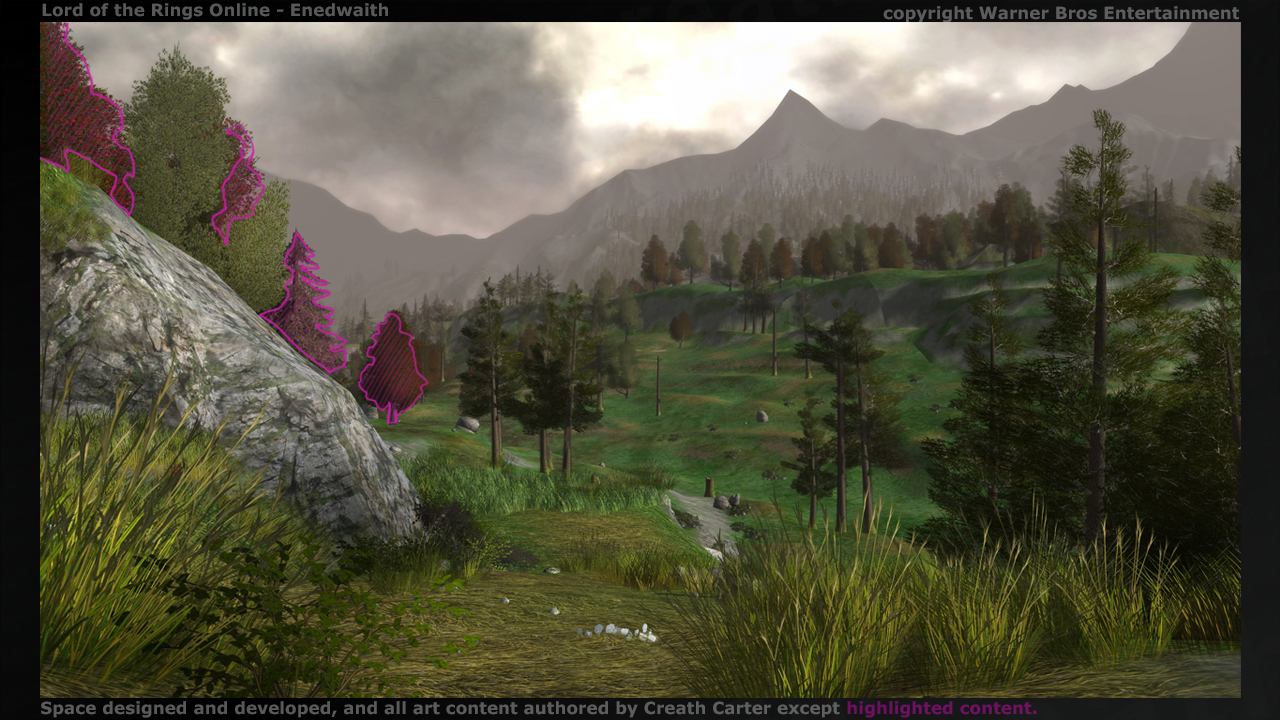 Lord of the Rings Online - Enedwaith
copyright Warner Bros Entertainment
Space designed and developed, and all art content authored by Creath Carter except highlighted content.